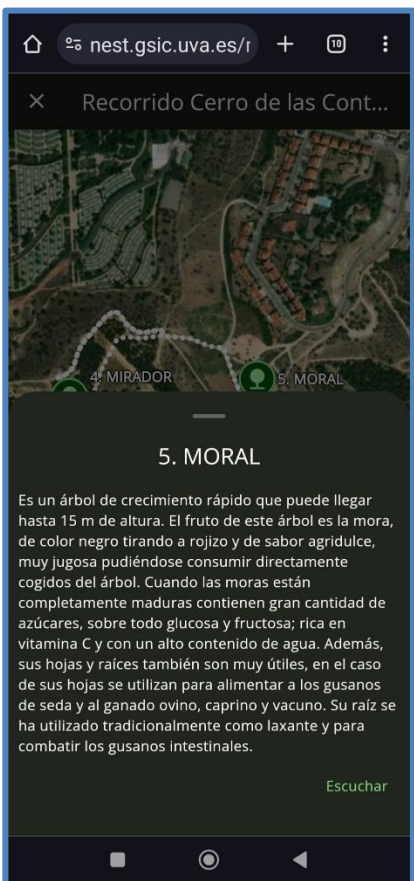 nest.gsic.uva.es/r
10
Recorrido Cerro de las Cont...
4. MIRADOR
5. MORAL
5. MORAL
Es un árbol de crecimiento rápido que puede llegar
hasta 15 m de altura. El fruto de este árbol es la mora,
de color negro tirando a rojizo y de sabor agridulce,
muy jugosa pudiéndose consumir directamente
cogidos del árbol. Cuando las moras están
completamente maduras contienen gran cantidad de
azúcares, sobre todo glucosa y fructosa; rica en
vitamina C y con un alto contenido de agua. Además,
sus hojas y raíces también son muy útiles, en el caso
de sus hojas se utilizan para alimentar a los gusanos
de seda y al ganado ovino, caprino y vacuno. Su raíz se
ha utilizado tradicionalmente como laxante y para
combatir los gusanos intestinales.
Escuchar